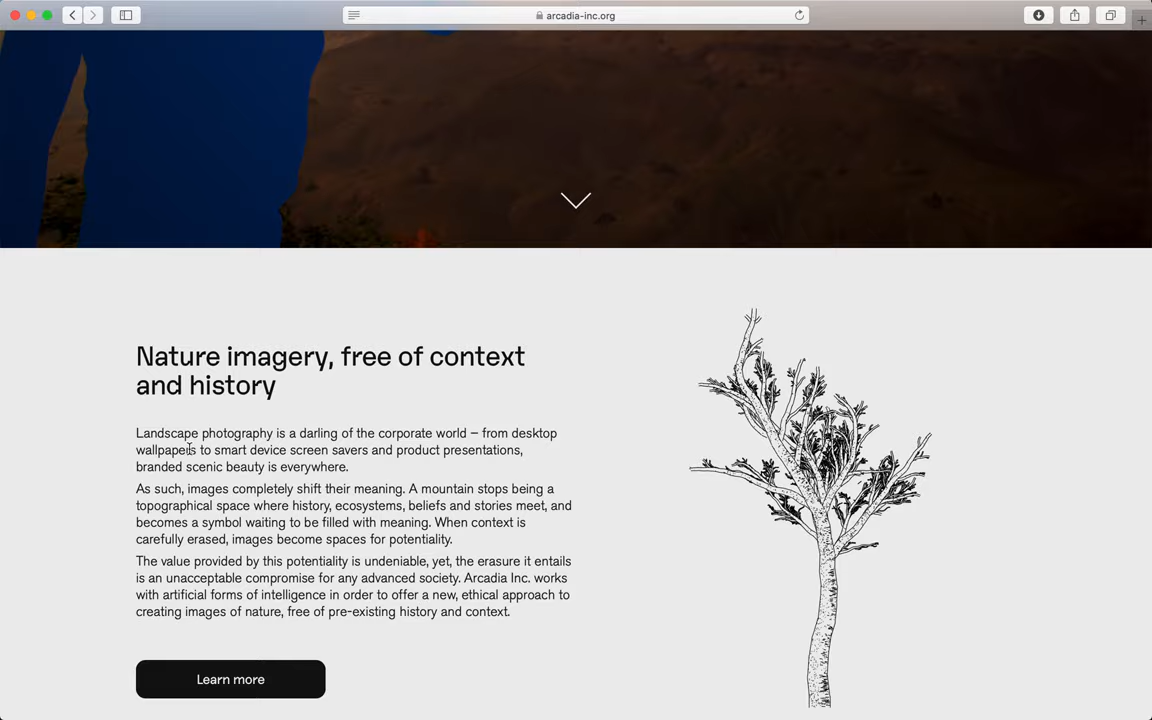 arcadia-inc.org
Nature imagery, free of context
and history
Landscape photography is a darling of the corporate world – from desktop
wallpapers to smart device screen savers and product presentations,
branded scenic beauty is everywhere.
As such, images completely shift their meaning. A mountain stops being a
topographical space where history, ecosystems, beliefs and stories meet, and
becomes a symbol waiting to be filled with meaning. When context is
carefully erased, images become spaces for potentiality.
The value provided by this potentiality is undeniable, yet, the erasure it entails
is an unacceptable compromise for any advanced society. Arcadia Inc. works
with artificial forms of intelligence in order to offer a new, ethical approach to
creating images of nature, free of pre-existing history and context.
Learn more